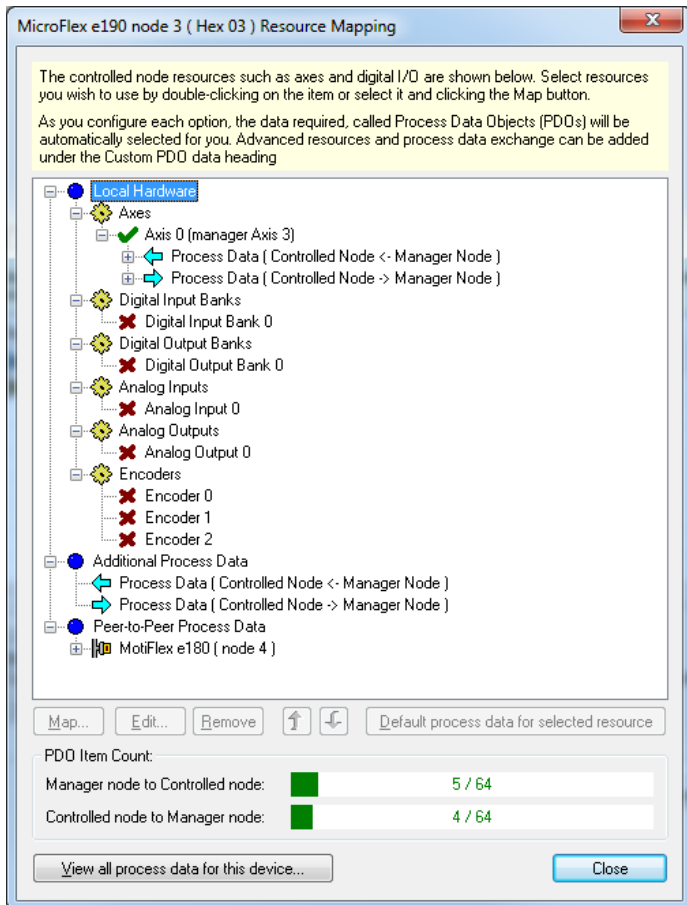 MicroFlex e190 node 3 ( Hex 03 ) Resource Mapping
The controlled node resources such as axes and digital I/O are shown below. Select resources
you wish to use by double-clicking on the item or select it and clicking the Map button.
As you configure each option, the data required, called Process Data Objects (PDOs) will be
automatically selected for you. Advanced resources and process data exchange can be added
under the Custom PDO data heading
Local Hardware
Axes
Axis 0 (manager Axis 3)
Process Data ( Controlled Node <- Manager Node )
Process Data ( Controlled Node -> Manager Node )
Digital Input Banks
Digital Input Bank 0
Digital Output Banks
Digital Output Bank 0
Analog Inputs
Analog Input 0
Analog Outputs
Analog Output 0
Encoders
Encoder 0
Encoder 1
Encoder 2
Additional Process Data
Process Data ( Controlled Node <- Manager Node )
Process Data ( Controlled Node -> Manager Node )
Peer-to-Peer Process Data
MotiFlex e180 ( node 4 )
Map... Edit... Remove Default process data for selected resource
PDO Item Count:
Manager node to Controlled node: 5 / 64
Controlled node to Manager node: 4 / 64
View all process data for this device... Close